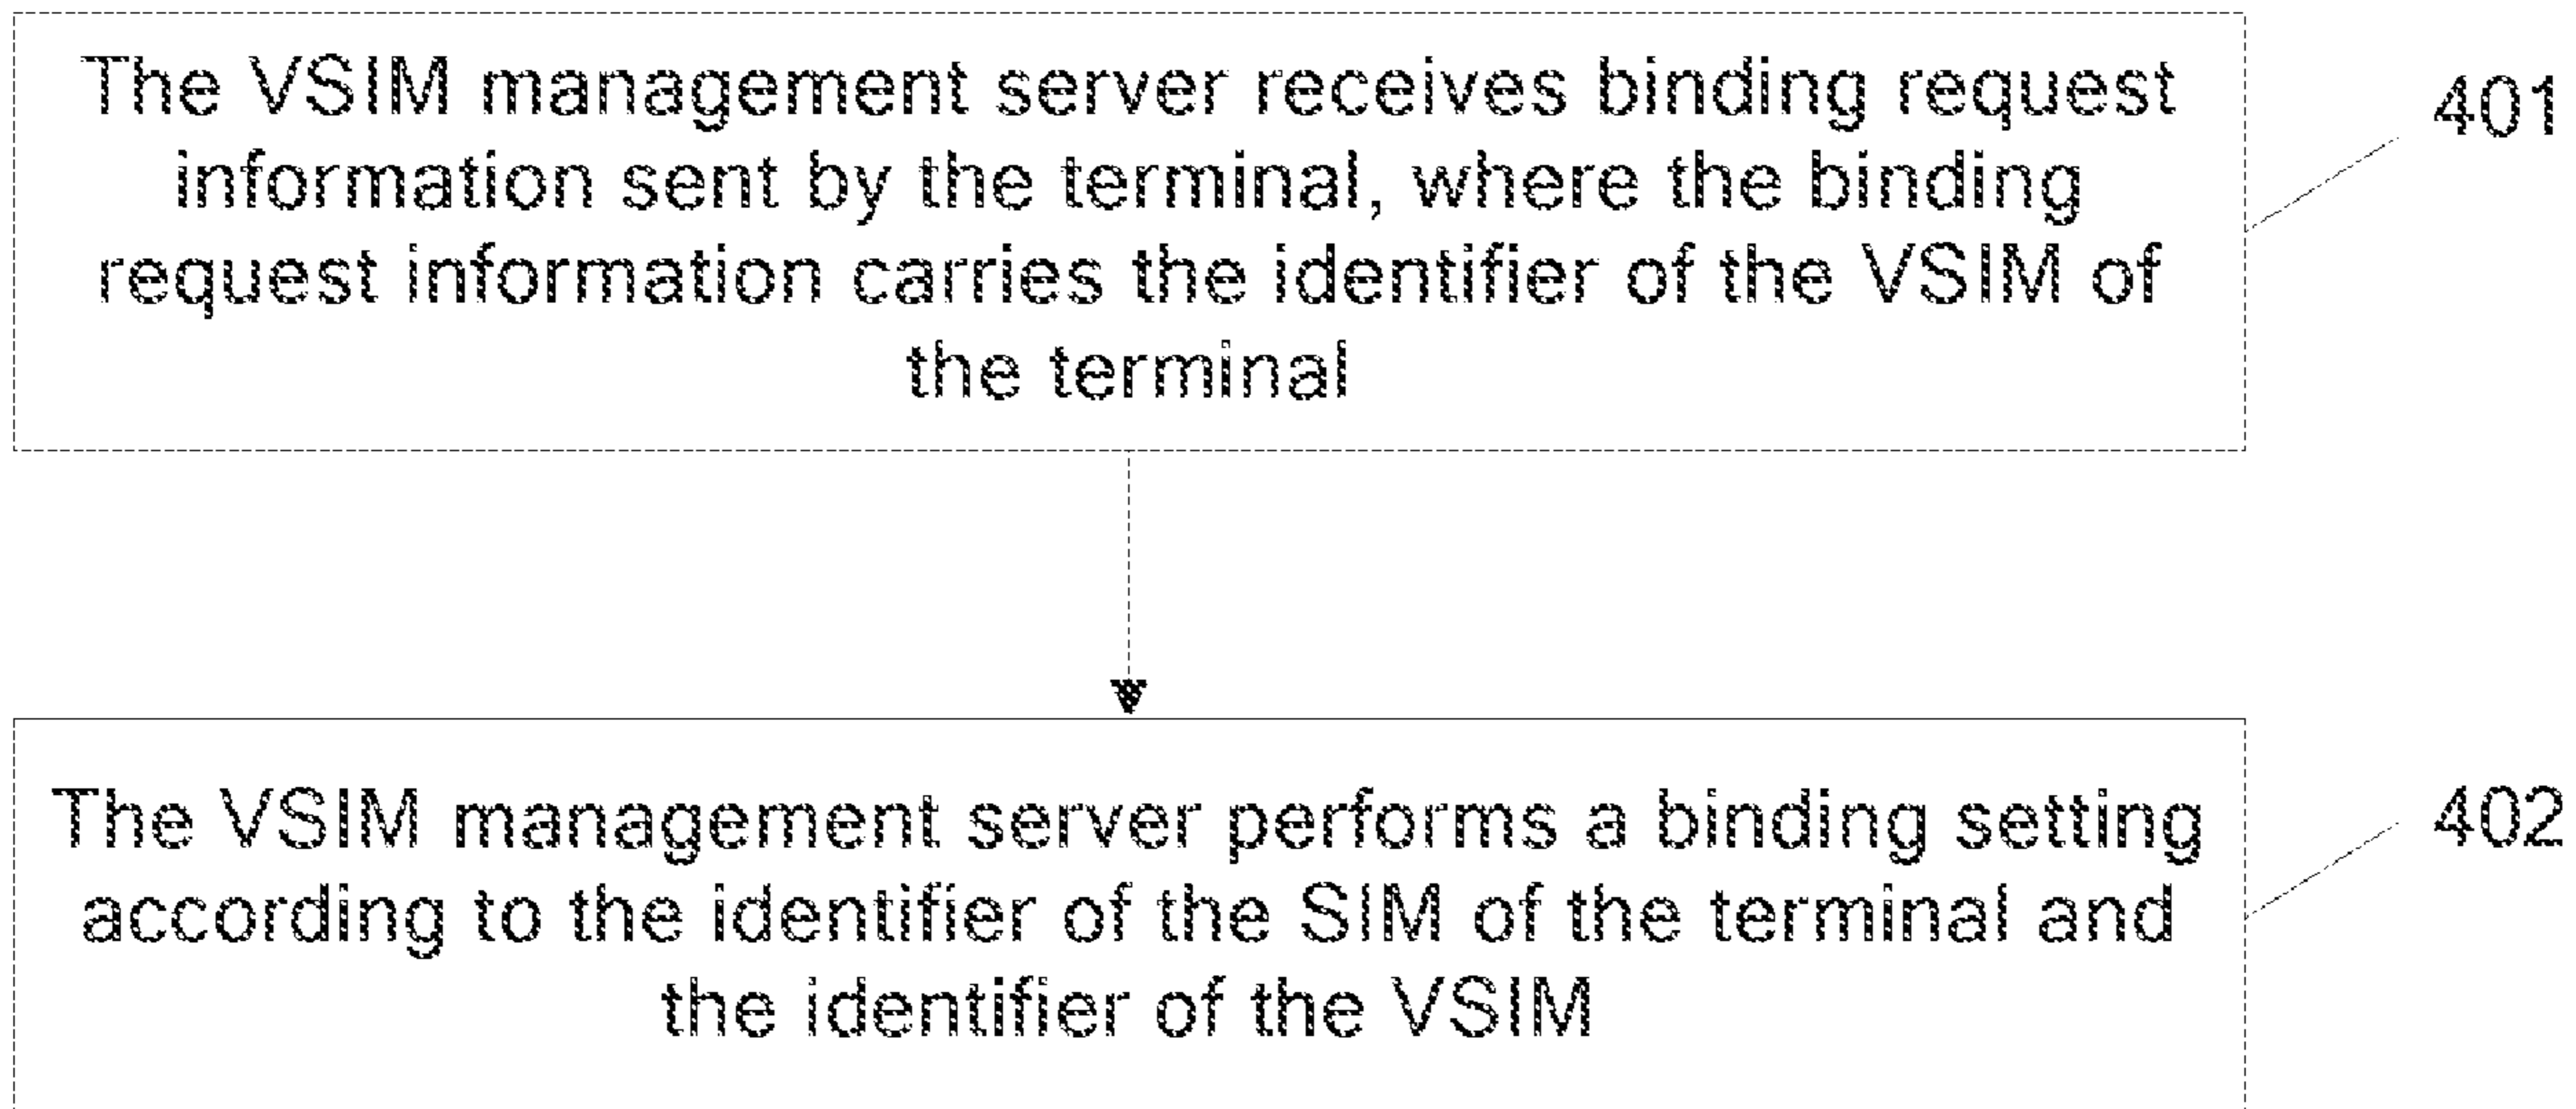 The VSIM management server receives binding request
information sent by the terminal, where the binding
request information carries the identifier of the VSIM of
the terminal
401
The VSIM management server performs a binding setting
according to the identifier of the SIM of the terminal and
the identifier of the VSIM
402